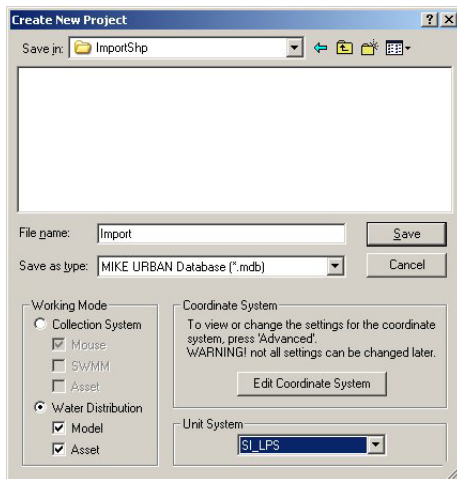 Create New Project
Save in: ImportShp
File name: Import Save
Save as type: MIKE URBAN Database (*.mdb) Cancel
Working Mode
Collection System
Mouse
SWMM
Asset
Water Distribution
Model
Asset
Coordinate System
To view or change the settings for the coordinate
system, press 'Advanced'.
WARNING! not all settings can be changed later.
Edit Coordinate System
Unit System
SI_LPS